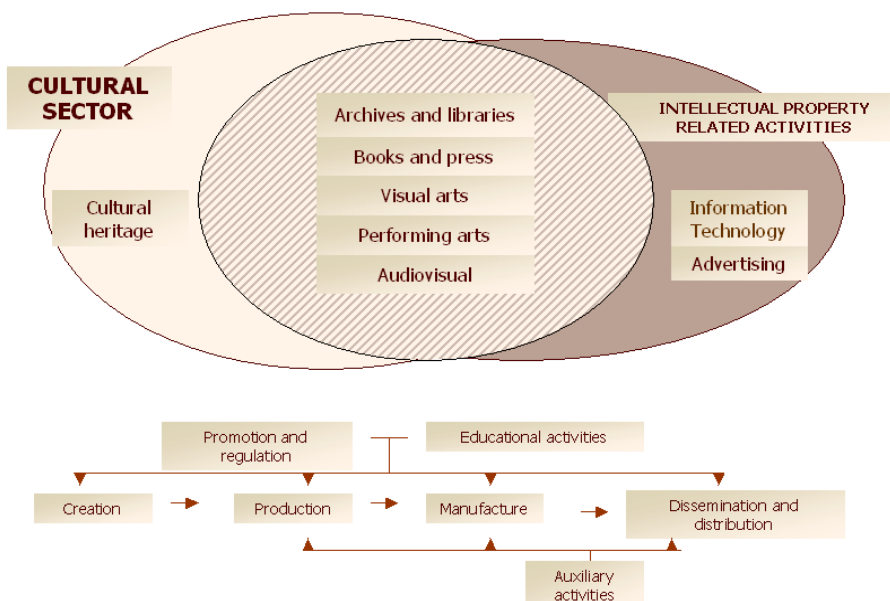 CULTURAL
SECTOR
Archives and libraries
Books and press
Visual arts
Performing arts
Audiovisual
INTELLECTUAL PROPERTY
RELATED ACTIVITIES
Cultural
heritage
Information
Technology
Advertising
Promotion and
regulation
Educational activities
Creation
Production
Manufacture
Dissemination and
distribution
Auxiliary
activities